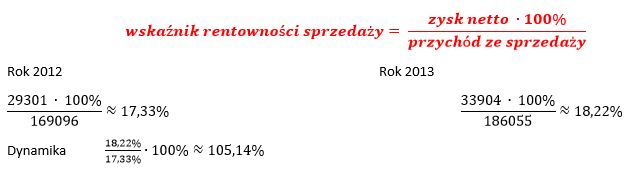 wskaźnik rentowności sprzedaży = zysk netto · 100% / przychód ze sprzedaży
Rok 2012 Rok 2013
29301 · 100% / 169096 ≈ 17,33% 33904 · 100% / 186055 ≈ 18,22%
Dynamika 18,22% / 17,33% · 100% ≈ 105,14%